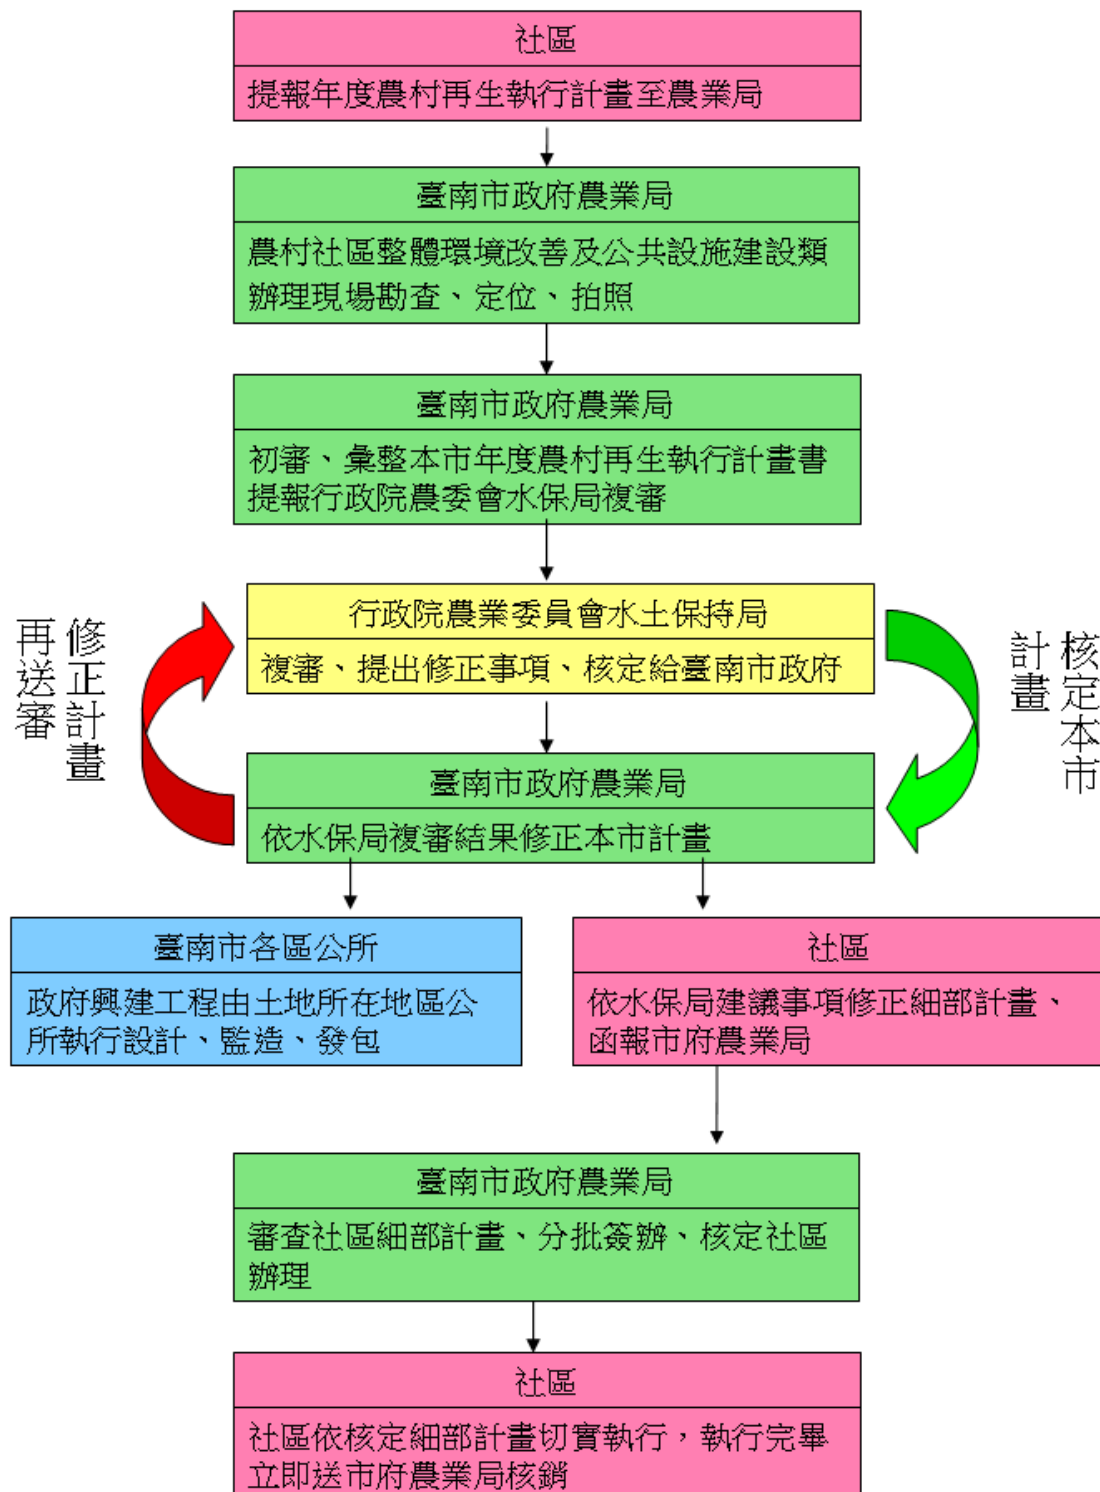 社區
提報年度農村再生執行計畫至農業局
臺南市政府農業局
農村社區整體環境改善及公共設施建設類
辦理現場勘查、定位、拍照
臺南市政府農業局
初審、彙整本市年度農村再生執行計畫書
提報行政院農委會水保局複審
行政院農業委員會水土保持局
複審、提出修正事項、核定給臺南市政府
修正計畫
再送審
核定本市
計畫
臺南市政府農業局
依水保局複審結果修正本市計畫
臺南市各區公所
政府興建工程由土地所在地區公
所執行設計、監造、發包
社區
依水保局建議事項修正細部計畫、
函報市府農業局
臺南市政府農業局
審查社區細部計畫、分批簽辦、核定社區
辦理
社區
社區依核定細部計畫切實執行，執行完畢
立即送市府農業局核銷